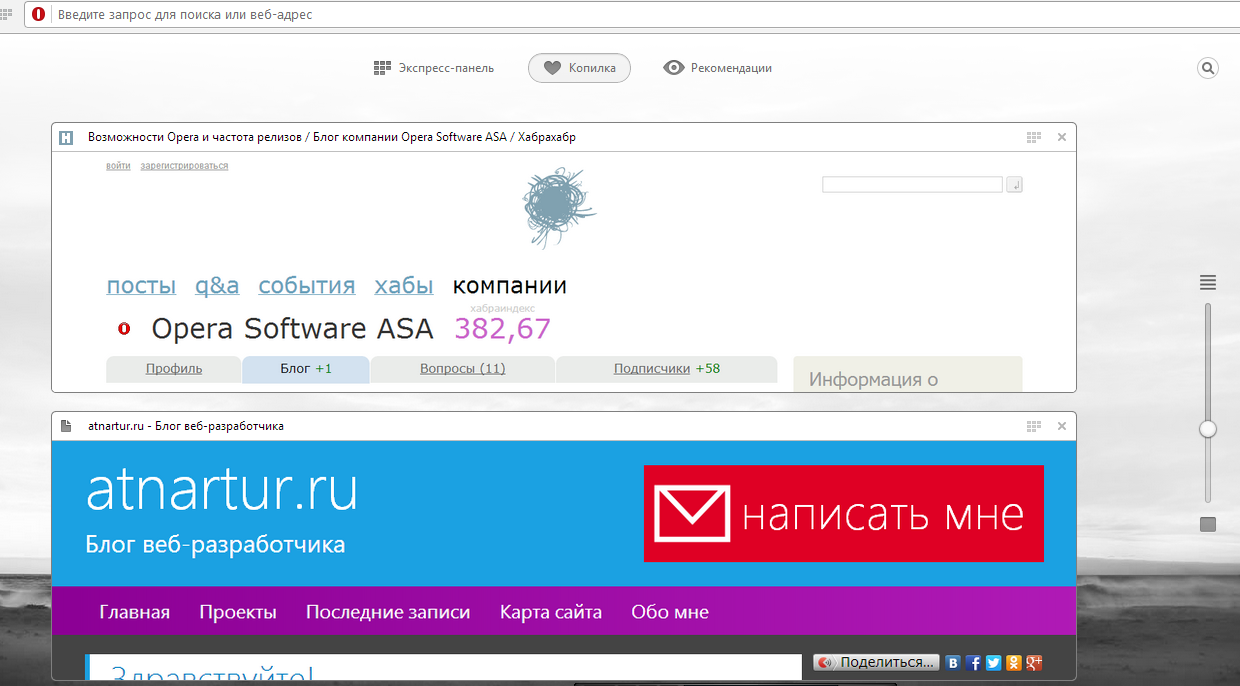 Введите запрос для поиска или веб-адрес
Экспресс-панель Копилка Рекомендации
Возможности Opera и частота релизов / Блог компании Opera Software ASA / Хабрахабр
войти зарегистрироваться
посты q&a события хабы компании
хабраиндекс
Opera Software ASA 382,67
Профиль Блог +1 Вопросы (11) Подписчики +58
Информация о
atnartur.ru - Блог веб-разработчика
atnartur.ru
написать мне
Блог веб-разработчика
Главная Проекты Последние записи Карта сайта Обо мне
Здравствуйте!
Поделиться...